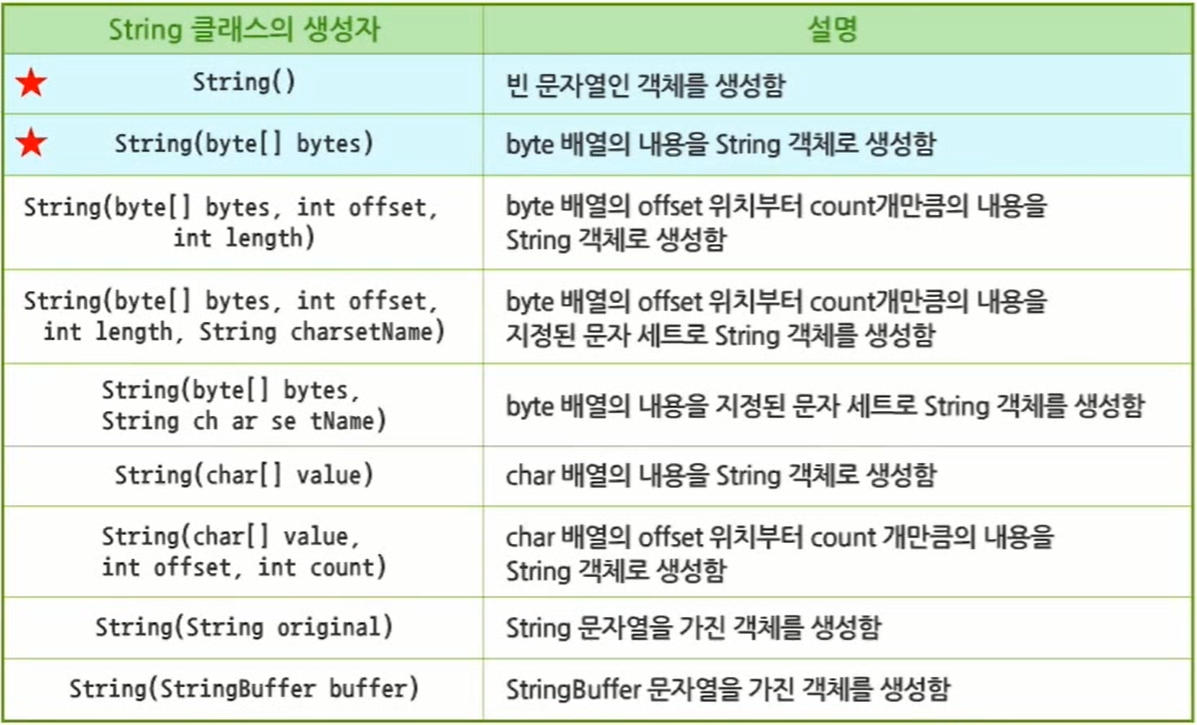 String 클래스의 생성자
설명
String()
빈 문자열인 객체를 생성함
String(byte[] bytes)
byte 배열의 내용을 String 객체로 생성함
String(byte[] bytes, int offset,
int length)
byte 배열의 offset 위치부터 count개만큼의 내용을
String 객체로 생성함
String(byte[] bytes, int offset,
int length, String charsetName)
byte 배열의 offset 위치부터 count개만큼의 내용을
지정된 문자 세트로 String 객체를 생성함
String(byte[] bytes,
String ch ar se tName)
byte 배열의 내용을 지정된 문자 세트로 String 객체를 생성함
String(char[] value)
char 배열의 내용을 String 객체로 생성함
String(char[] value,
int offset, int count)
char 배열의 offset 위치부터 count 개만큼의 내용을
String 객체로 생성함
String(String original)
String 문자열을 가진 객체를 생성함
String(StringBuffer buffer)
StringBuffer 문자열을 가진 객체를 생성함